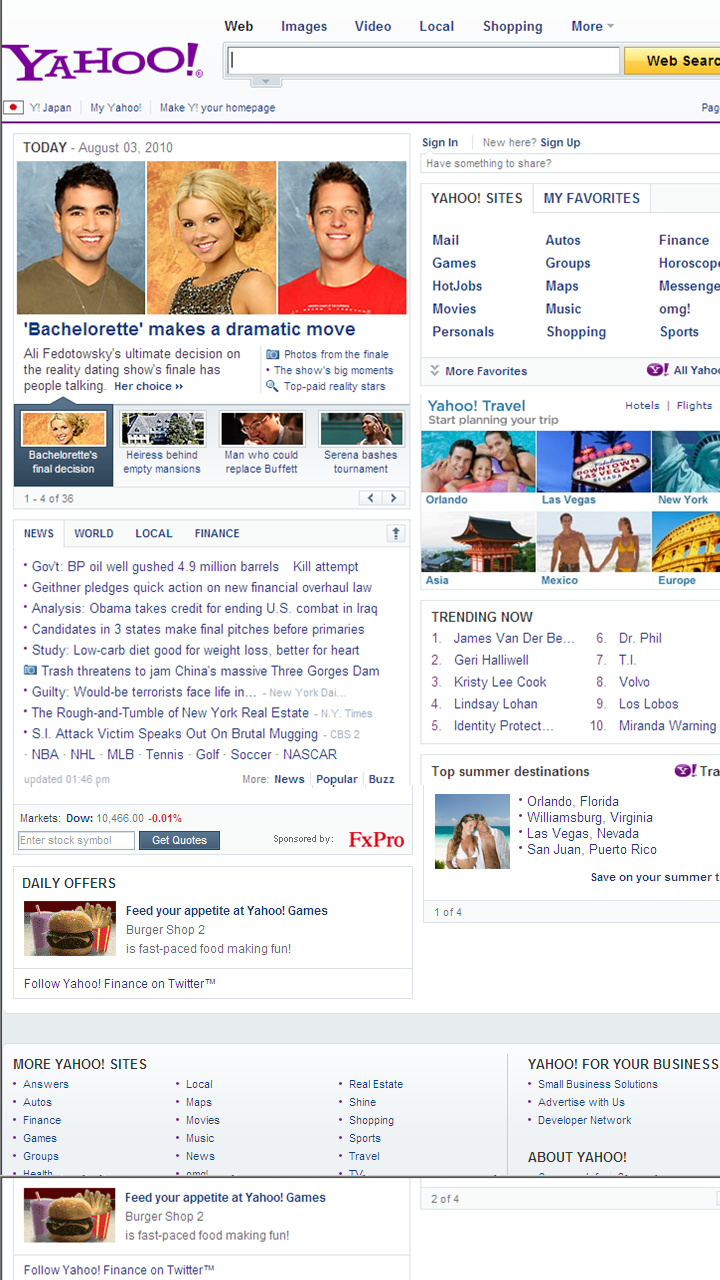 Web Images Video Local Shopping More
YAHOO!®
Web Searc
Y! Japan My Yahoo! Make Y! your homepage
Pag
TODAY - August 03, 2010
'Bachelorette' makes a dramatic move
Ali Fedotowsky's ultimate decision on
the reality dating show's finale has
people talking. Her choice ››
Photos from the finale
• The show's big moments
Top-paid reality stars
Bachelorette's
final decision
Heiress behind
empty mansions
Man who could
replace Buffett
Serena bashes
tournament
1 - 4 of 36
NEWS WORLD LOCAL FINANCE
• Gov't: BP oil well gushed 4.9 million barrels Kill attempt
• Geithner pledges quick action on new financial overhaul law
• Analysis: Obama takes credit for ending U.S. combat in Iraq
• Candidates in 3 states make final pitches before primaries
• Study: Low-carb diet good for weight loss, better for heart
Trash threatens to jam China's massive Three Gorges Dam
• Guilty: Would-be terrorists face life in... - New York Dai...
• The Rough-and-Tumble of New York Real Estate - N.Y. Times
• S.I. Attack Victim Speaks Out On Brutal Mugging - CBS 2
· NBA · NHL · MLB · Tennis · Golf · Soccer · NASCAR
updated 01:46 pm
More: News Popular Buzz
Markets: Dow: 10,466.00 -0.01%
Enter stock symbol Get Quotes
Sponsored by: FxPro
DAILY OFFERS
Feed your appetite at Yahoo! Games
Burger Shop 2
is fast-paced food making fun!
Follow Yahoo! Finance on Twitter™
Sign In New here? Sign Up
Have something to share?
YAHOO! SITES MY FAVORITES
Mail Autos Finance
Games Groups Horoscope
HotJobs Maps Messenge
Movies Music omg!
Personals Shopping Sports
More Favorites
Y! All Yahoo
Yahoo! Travel Hotels | Flights
Start planning your trip
DOWNTOWN
LAS VEGAS
NEVADA
Orlando Las Vegas New York
Asia Mexico Europe
TRENDING NOW
1. James Van Der Be...
2. Geri Halliwell
3. Kristy Lee Cook
4. Lindsay Lohan
5. Identity Protect...
6. Dr. Phil
7. T.I.
8. Volvo
9. Los Lobos
10. Miranda Warning
Top summer destinations Y! Tra
• Orlando, Florida
• Williamsburg, Virginia
• Las Vegas, Nevada
• San Juan, Puerto Rico
Save on your summer t
1 of 4
MORE YAHOO! SITES
• Answers
• Autos
• Finance
• Games
• Groups
Health
• Local
• Maps
• Movies
• Music
• News
omg!
• Real Estate
• Shine
• Shopping
• Sports
• Travel
TV
YAHOO! FOR YOUR BUSINESS
• Small Business Solutions
• Advertise with Us
• Developer Network
ABOUT YAHOO!
Feed your appetite at Yahoo! Games
Burger Shop 2
is fast-paced food making fun!
Follow Yahoo! Finance on Twitter™
2 of 4